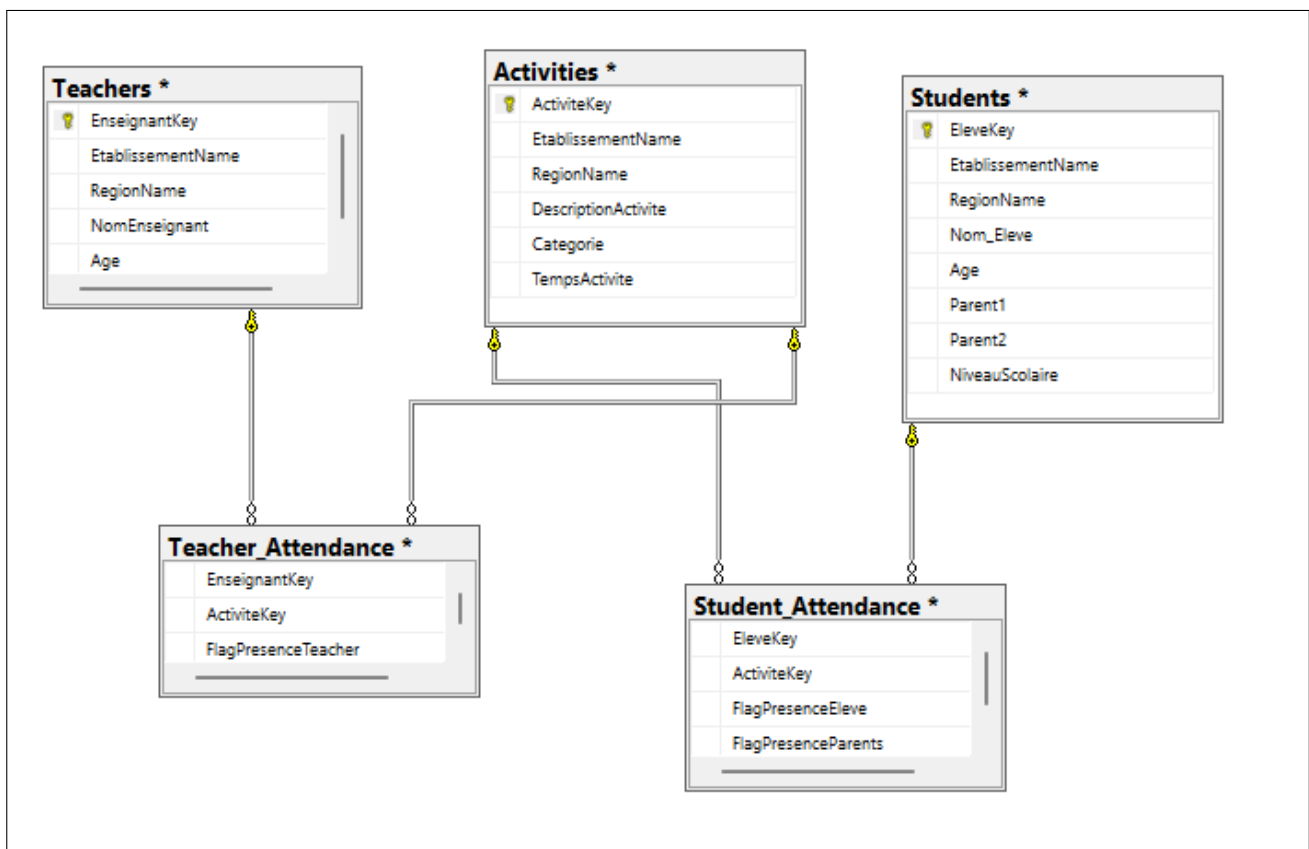 Teachers *
EnseignantKey
EtablissementName
RegionName
NomEnseignant
Age
Activities *
ActiviteKey
EtablissementName
RegionName
DescriptionActivite
Categorie
TempsActivite
Students *
EleveKey
EtablissementName
RegionName
Nom_Eleve
Age
Parent1
Parent2
NiveauScolaire
Teacher_Attendance *
EnseignantKey
ActiviteKey
FlagPresenceTeacher
Student_Attendance *
EleveKey
ActiviteKey
FlagPresenceEleve
FlagPresenceParents